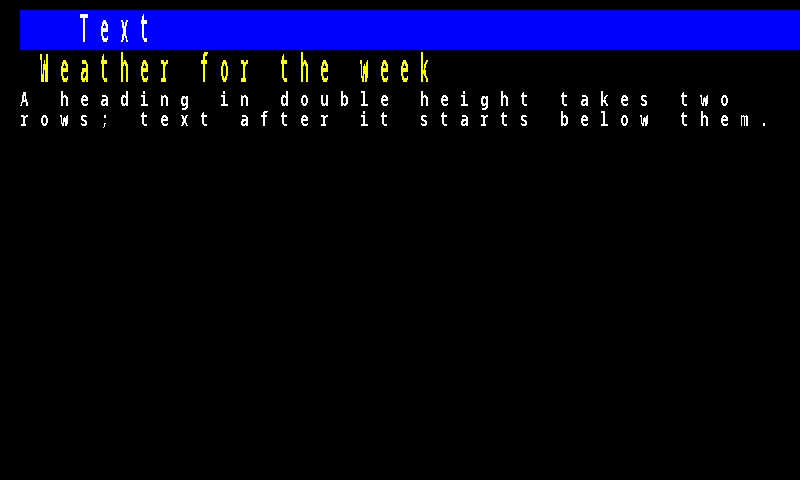 Text
Weather for the week
A heading in double height takes two
rows; text after it starts below them.